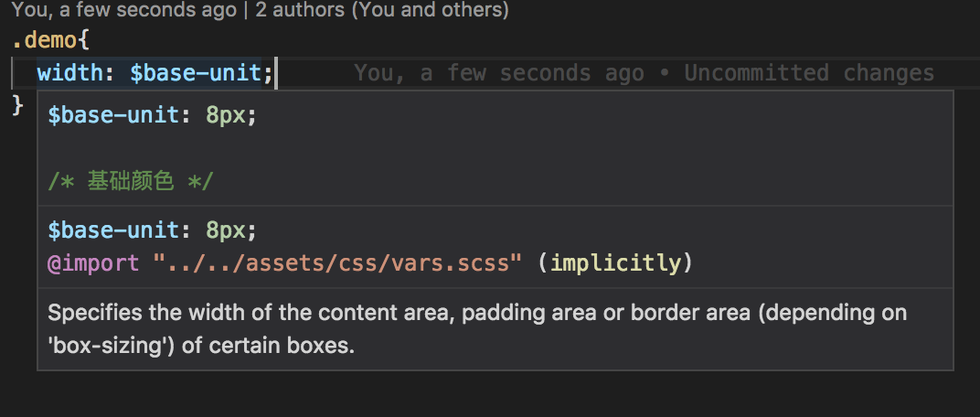 You, a few seconds ago | 2 authors (You and others)
.demo{
width: $base-unit; You, a few seconds ago • Uncommitted changes
}
$base-unit: 8px;
/* 基础颜色 */
$base-unit: 8px;
@import "../../assets/css/vars.scss" (implicitly)
Specifies the width of the content area, padding area or border area (depending on
'box-sizing') of certain boxes.